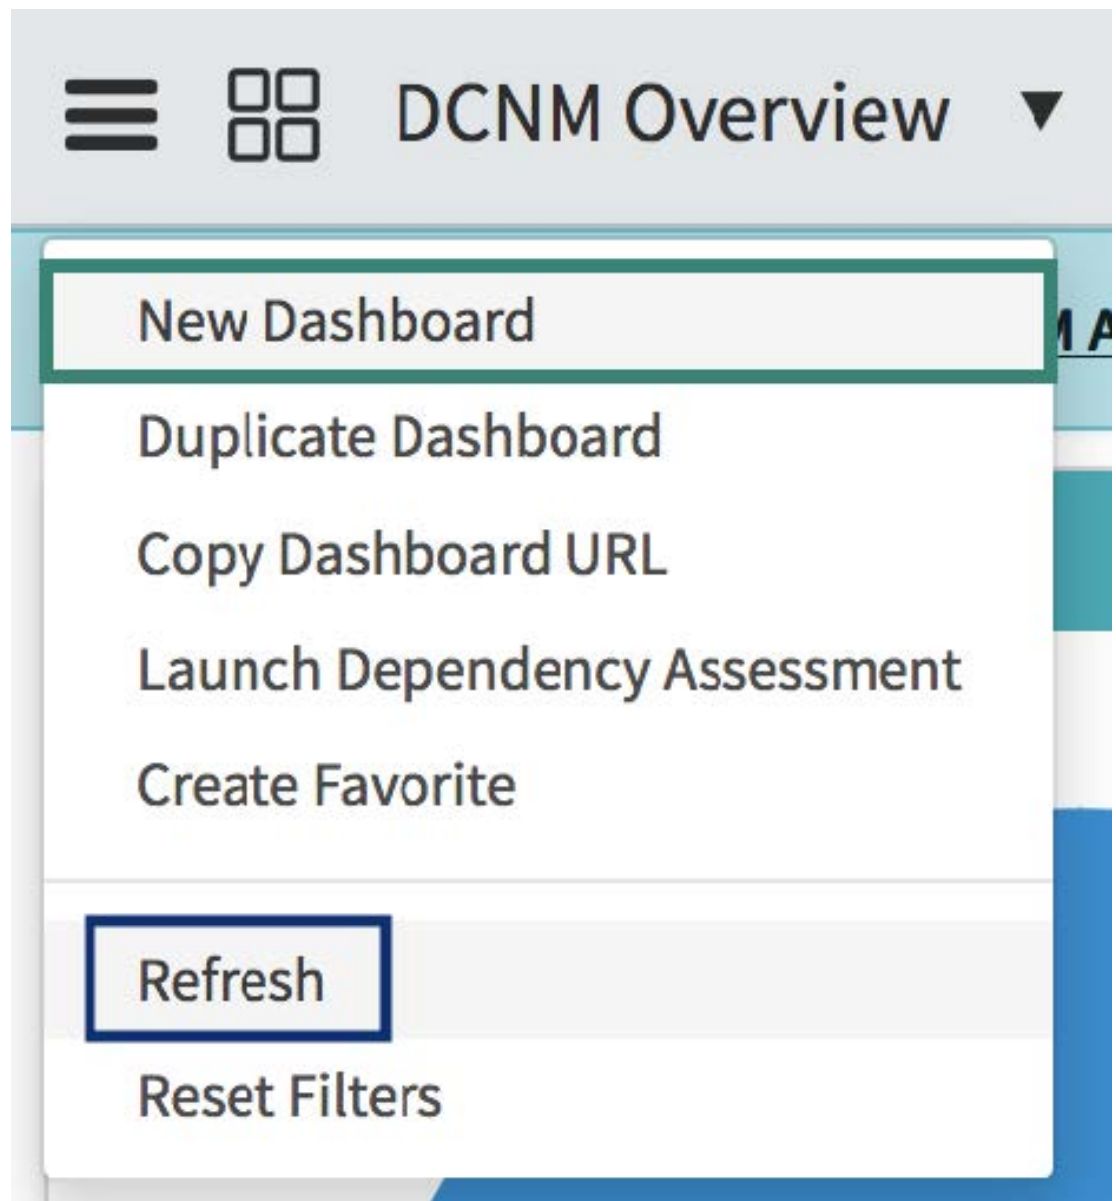 DCNM Overview
New Dashboard
Duplicate Dashboard
Copy Dashboard URL
Launch Dependency Assessment
Create Favorite
Refresh
Reset Filters